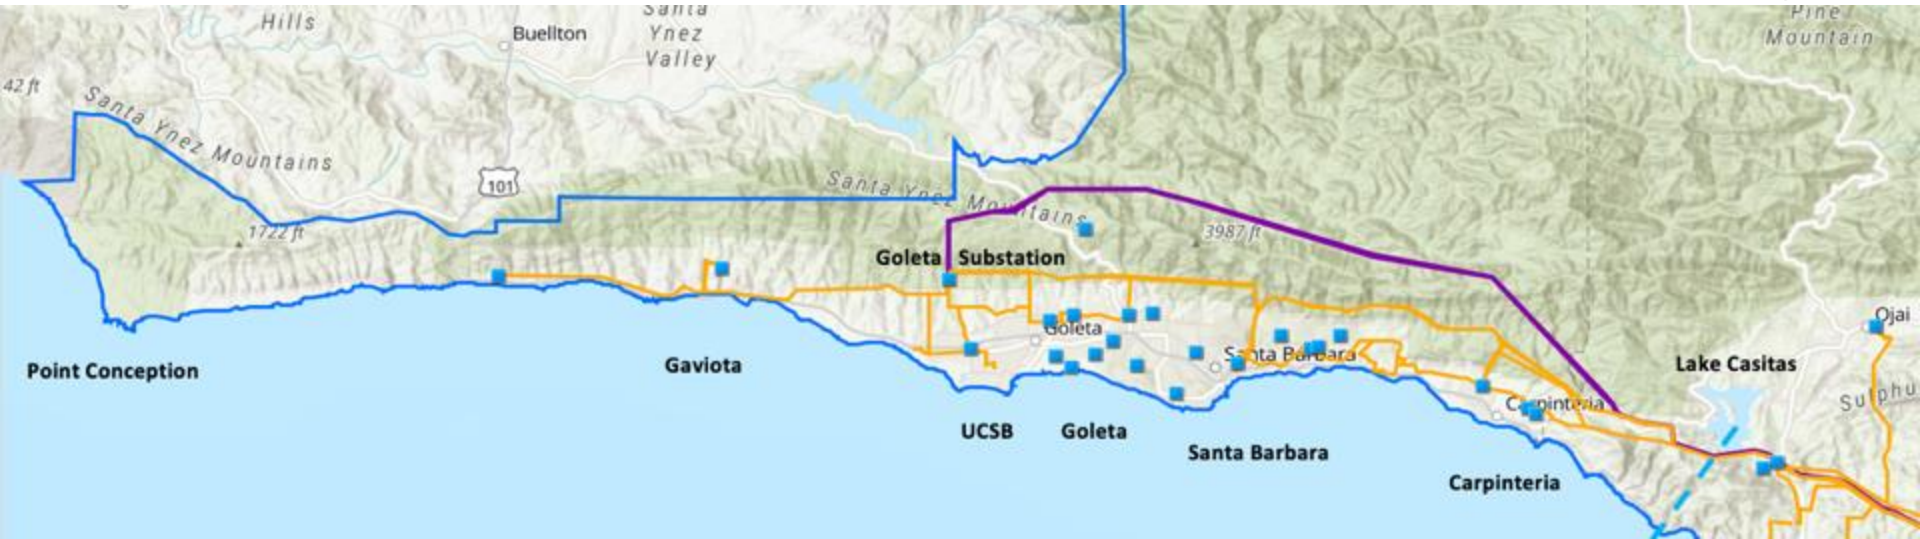 Hills
Santa
Ynez
Valley
Buellton
Pine
Mountain
42 ft
Santa Ynez Mountains
101
Santa Ynez Mountains
1722 ft
3987 ft
Goleta Substation
Ojai
Goleta
Santa Barbara
Point Conception
Gaviota
Lake Casitas
Sulphu
Carpinteria
UCSB
Goleta
Santa Barbara
Carpinteria